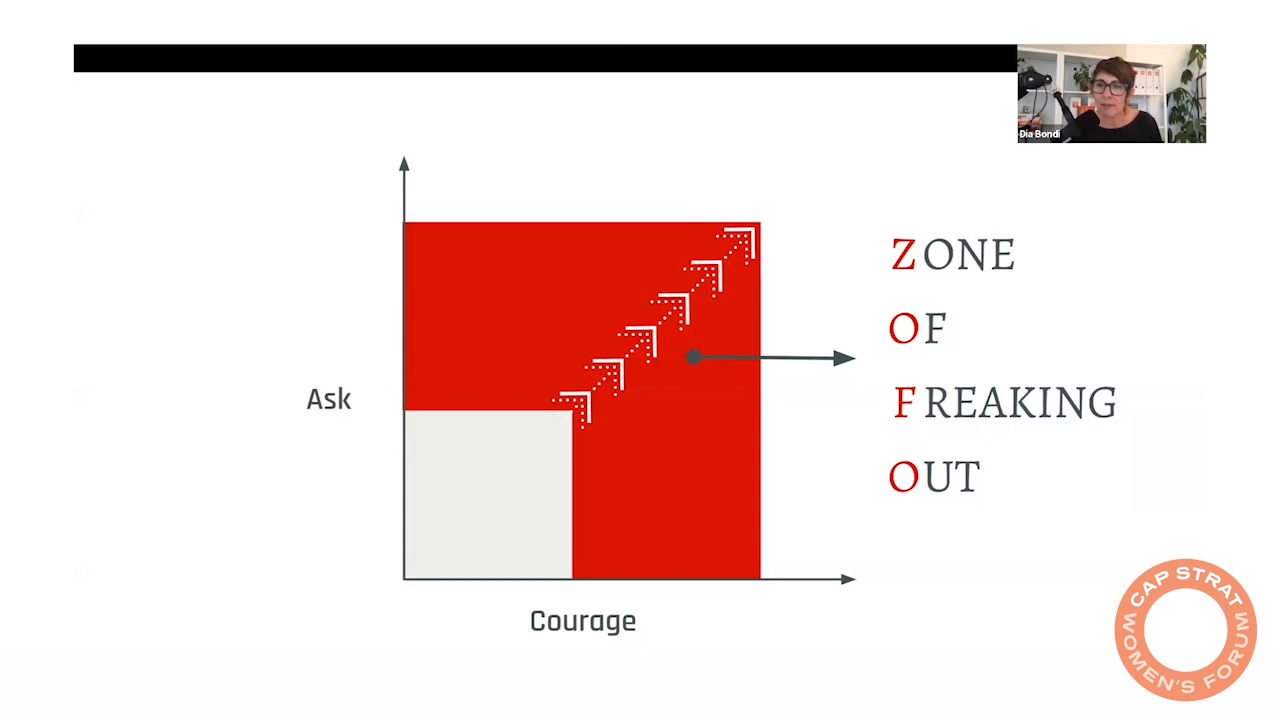 Dia Bondi
ZONE
OF
FREAKING
OUT
Ask
Courage
CAP STRAT
WOMEN'S FORUM